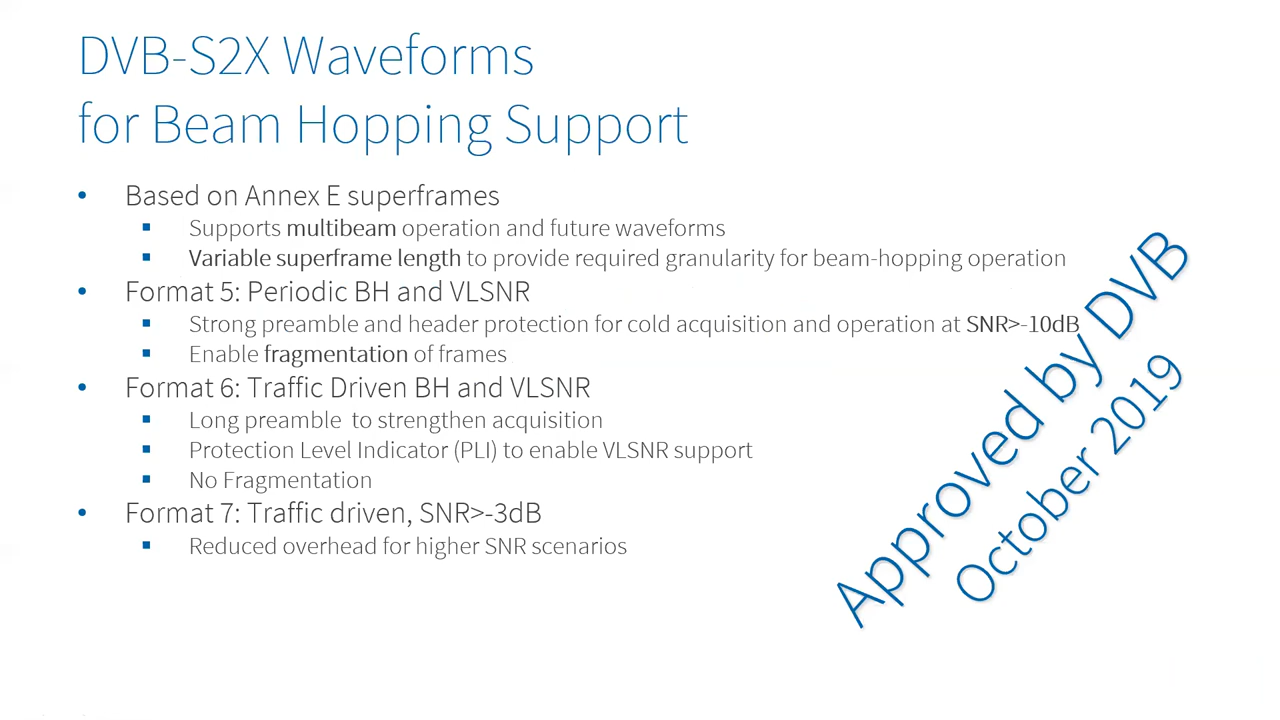 DVB-S2X Waveforms
for Beam Hopping Support
• Based on Annex E superframes
▪ Supports multibeam operation and future waveforms
▪ Variable superframe length to provide required granularity for beam-hopping operation
• Format 5: Periodic BH and VLSNR
▪ Strong preamble and header protection for cold acquisition and operation at SNR>-10dB
▪ Enable fragmentation of frames
• Format 6: Traffic Driven BH and VLSNR
▪ Long preamble to strengthen acquisition
▪ Protection Level Indicator (PLI) to enable VLSNR support
▪ No Fragmentation
• Format 7: Traffic driven, SNR>-3dB
▪ Reduced overhead for higher SNR scenarios
Approved by DVB
October 2019